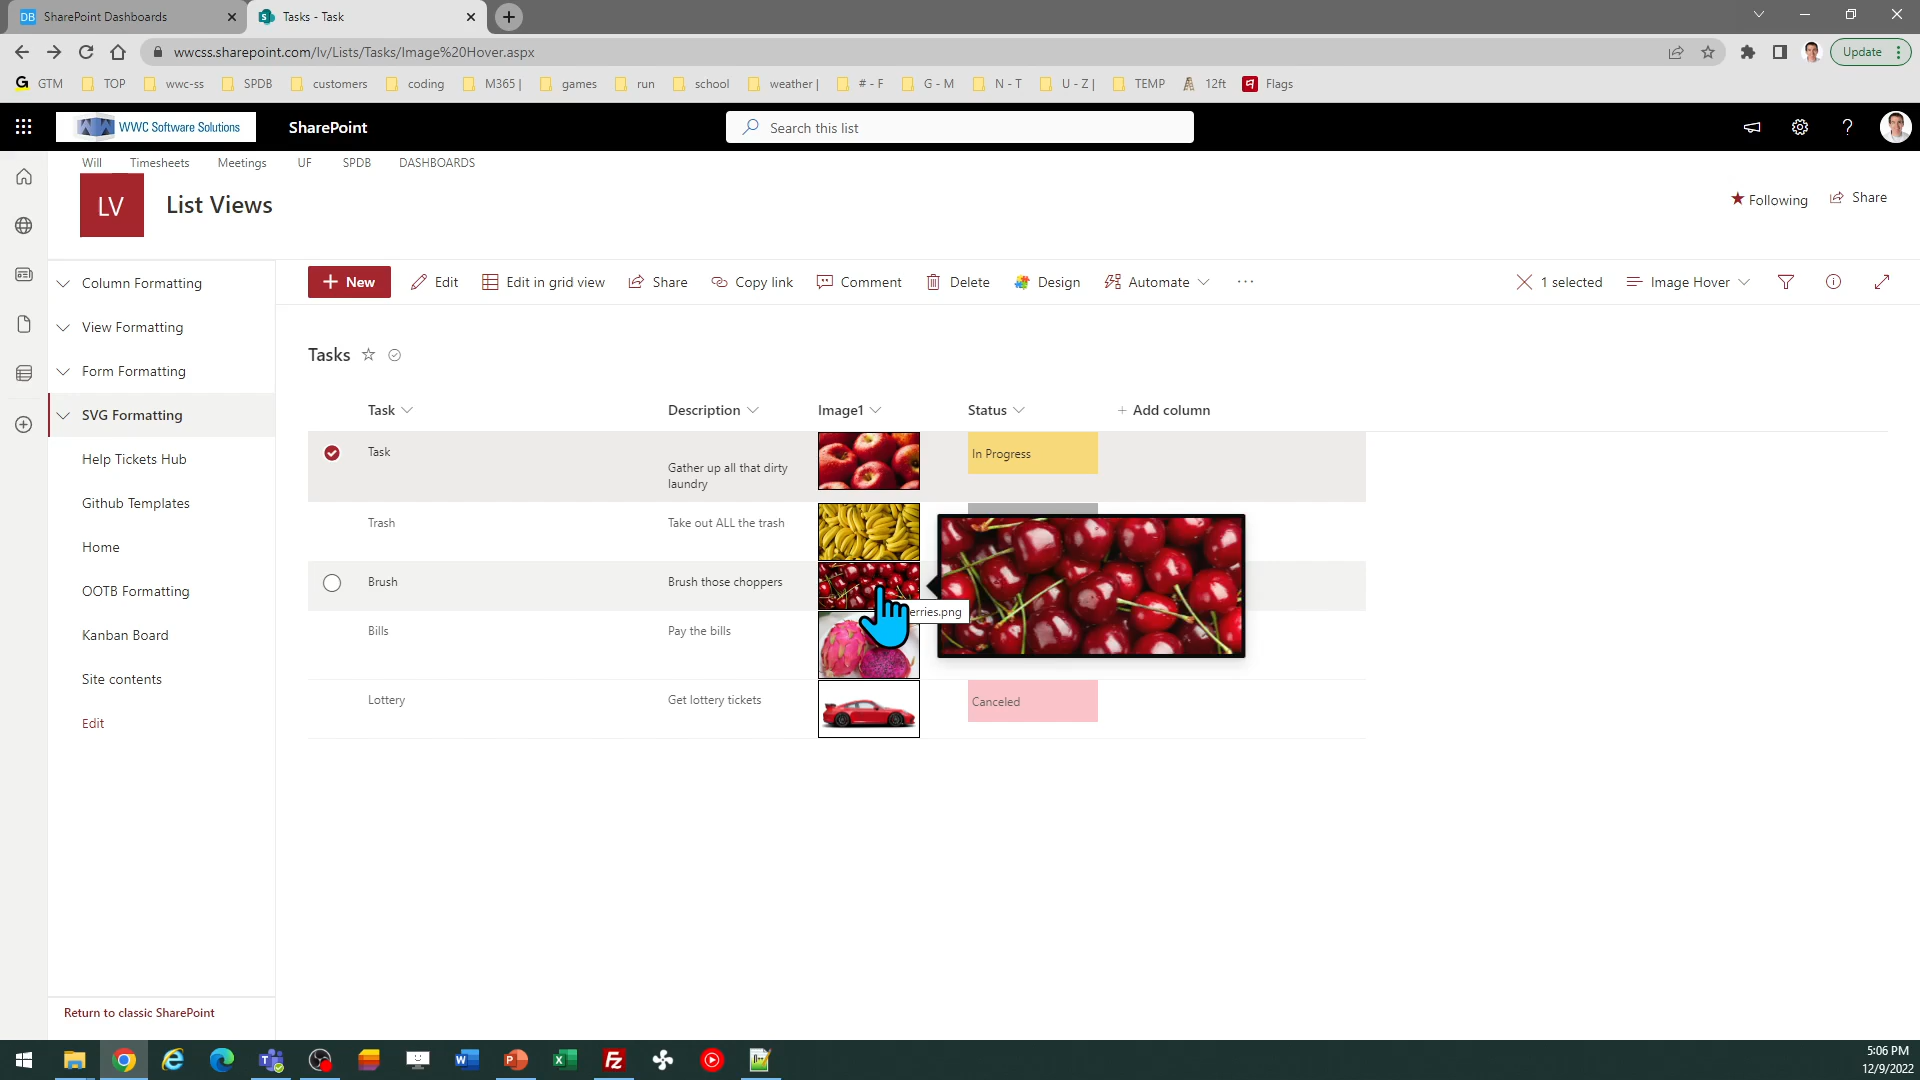 DB SharePoint Dashboards
S Tasks - Task
wwcss.sharepoint.com/lv/Lists/Tasks/Image%20Hover.aspx
Update
G GTM TOP wwc-ss SPDB customers coding M365 | games run school weather | # - F G - M N - T U - Z | TEMP 12ft Flags
WWC Software Solutions
SharePoint
Search this list
?
Will Timesheets Meetings UF SPDB DASHBOARDS
LV
List Views
Following
Share
Column Formatting
View Formatting
Form Formatting
SVG Formatting
Help Tickets Hub
Github Templates
Home
OOTB Formatting
Kanban Board
Site contents
Edit
Return to classic SharePoint
+ New Edit Edit in grid view Share Copy link Comment Delete Design Automate ...
1 selected Image Hover
Tasks
Task Description Image1 Status + Add column
Task
Gather up all that dirty
laundry
In Progress
Trash Take out ALL the trash
Brush Brush those choppers
erries.png
Bills Pay the bills
Lottery Get lottery tickets Canceled
5:06 PM
12/9/2022